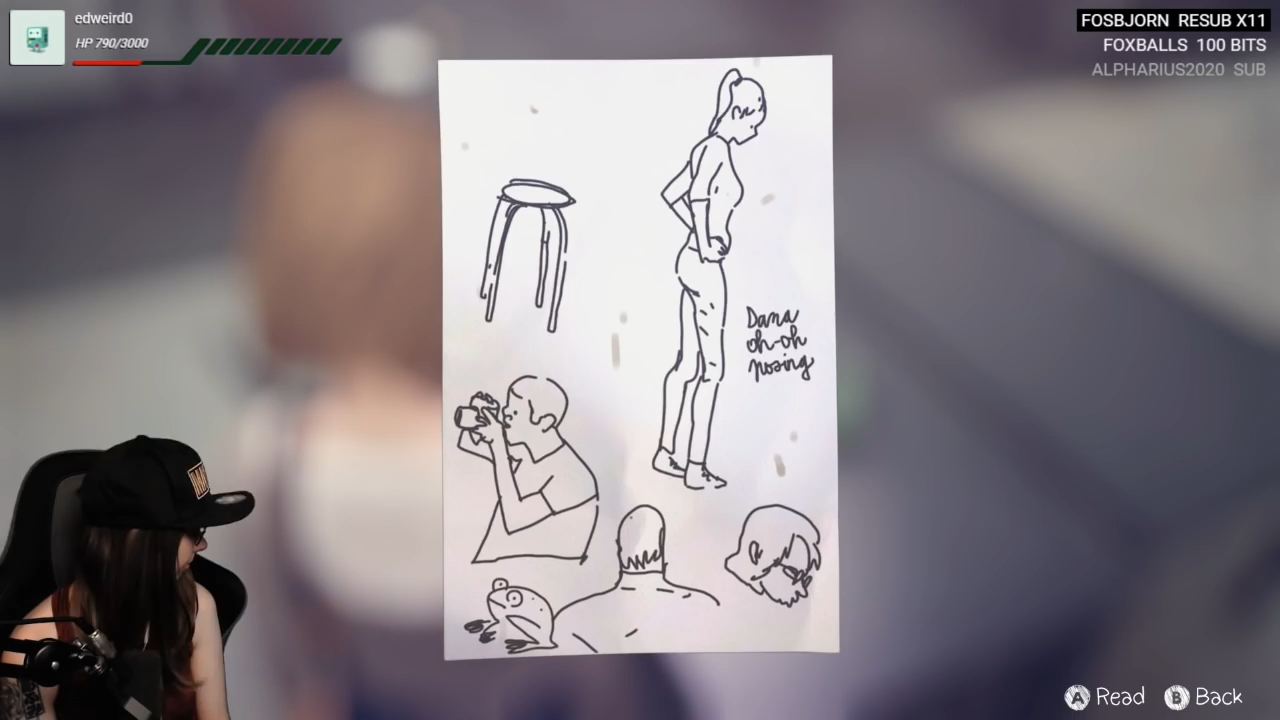 edweird0
HP 790/3000
FOSBJORN RESUB X11
FOXBALLS 100 BITS
ALPHARIUS2020 SUB
Dana
oh-oh
posing
A Read B Back